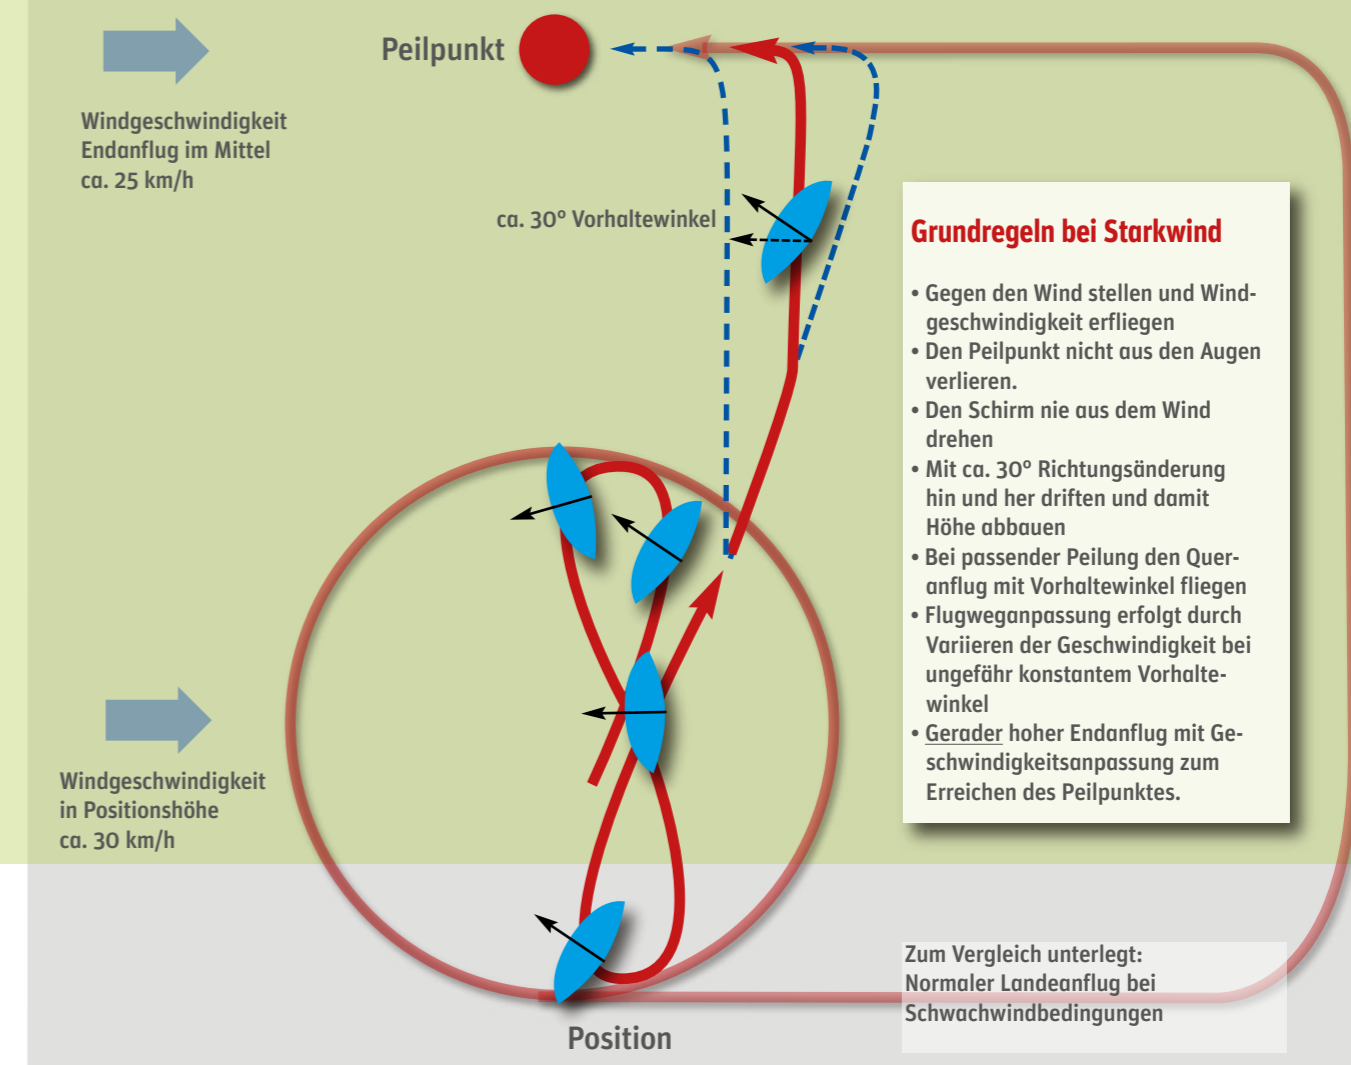 Peilpunkt
Windgeschwindigkeit
Endanflug im Mittel
ca. 25 km/h
ca. 30° Vorhaltewinkel
Grundregeln bei Starkwind
• Gegen den Wind stellen und Wind-
geschwindigkeit erfliegen
• Den Peilpunkt nicht aus den Augen
verlieren.
• Den Schirm nie aus dem Wind
drehen
• Mit ca. 30° Richtungsänderung
hin und her driften und damit
Höhe abbauen
• Bei passender Peilung den Quer-
anflug mit Vorhaltewinkel fliegen
• Flugweganpassung erfolgt durch
Variieren der Geschwindigkeit bei
ungefähr konstantem Vorhalte-
winkel
• Gerader hoher Endanflug mit Ge-
schwindigkeitsanpassung zum
Erreichen des Peilpunktes.
Windgeschwindigkeit
in Positionshöhe
ca. 30 km/h
Zum Vergleich unterlegt:
Normaler Landeanflug bei
Schwachwindbedingungen
Position